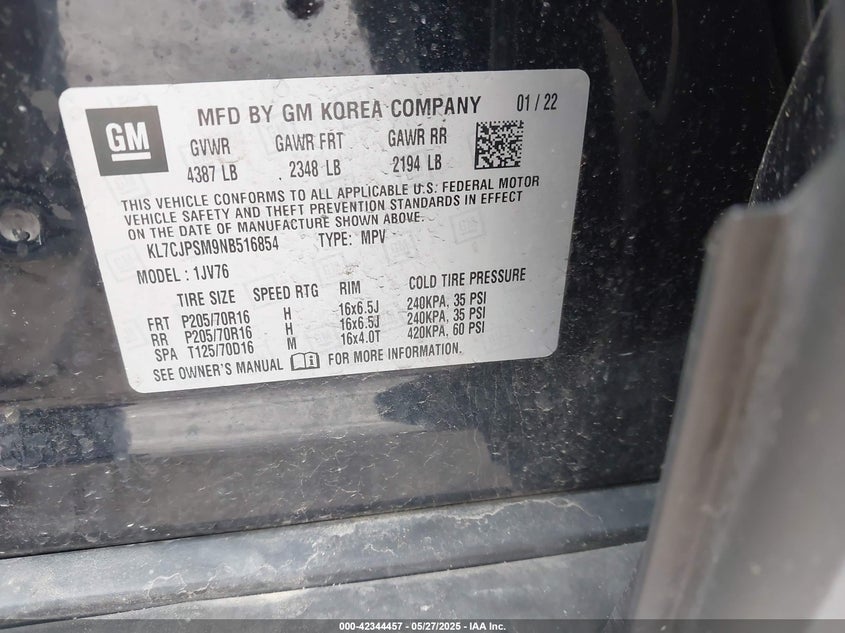 GM
MFD BY GM KOREA COMPANY 01 / 22
GVWR GAWR FRT GAWR RR
4387 LB 2348 LB 2194 LB
THIS VEHICLE CONFORMS TO ALL APPLICABLE U.S. FEDERAL MOTOR
VEHICLE SAFETY AND THEFT PREVENTION STANDARDS IN EFFECT
ON THE DATE OF MANUFACTURE SHOWN ABOVE.
KL7CJPSM9NB516854 TYPE: MPV
MODEL : 1JV76
TIRE SIZE SPEED RTG RIM COLD TIRE PRESSURE
FRT P205/70R16 H 16x6.5J 240KPA, 35 PSI
RR P205/70R16 H 16x6.5J 240KPA, 35 PSI
SPA T125/70D16 M 16x4.0T 420KPA, 60 PSI
SEE OWNER'S MANUAL FOR MORE INFORMATION.
000-42344457 - 05/27/2025 - IAA Inc.